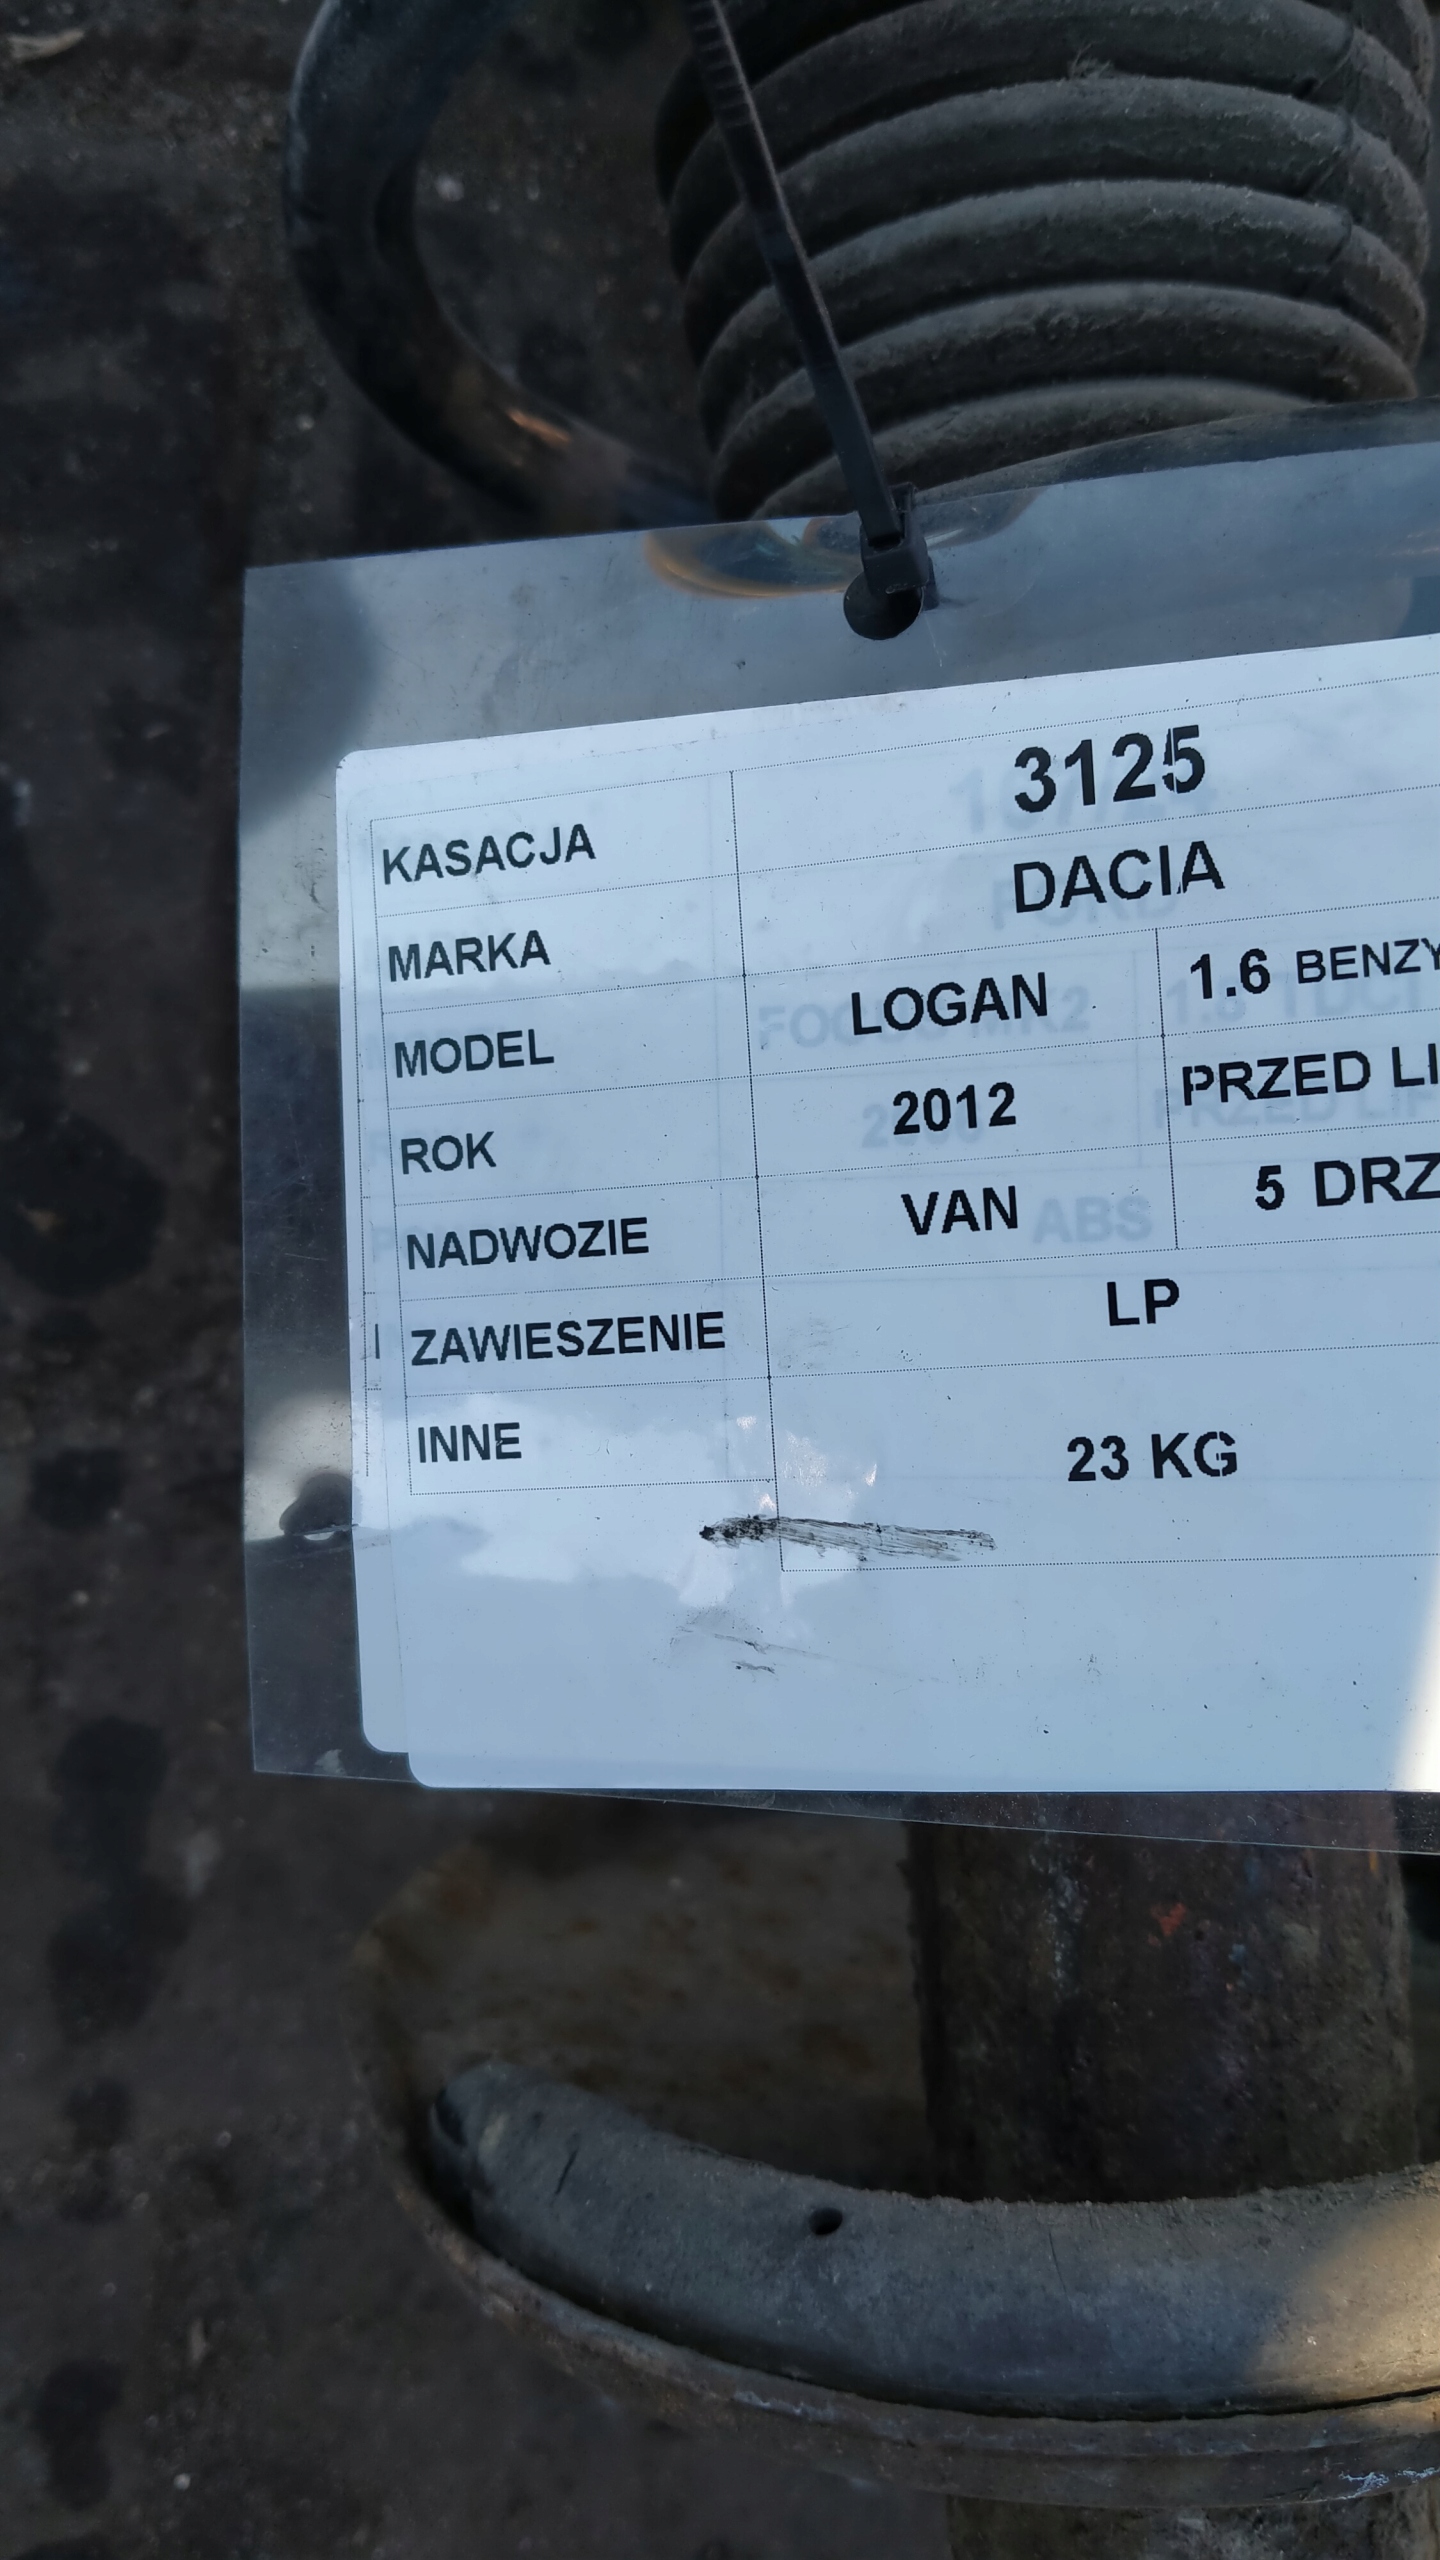 KASACJA 3125
MARKA DACIA
MODEL LOGAN 1.6 BENZY
ROK 2012 PRZED LI
NADWOZIE VAN 5 DRZ
ZAWIESZENIE LP
INNE 23 KG
ABS